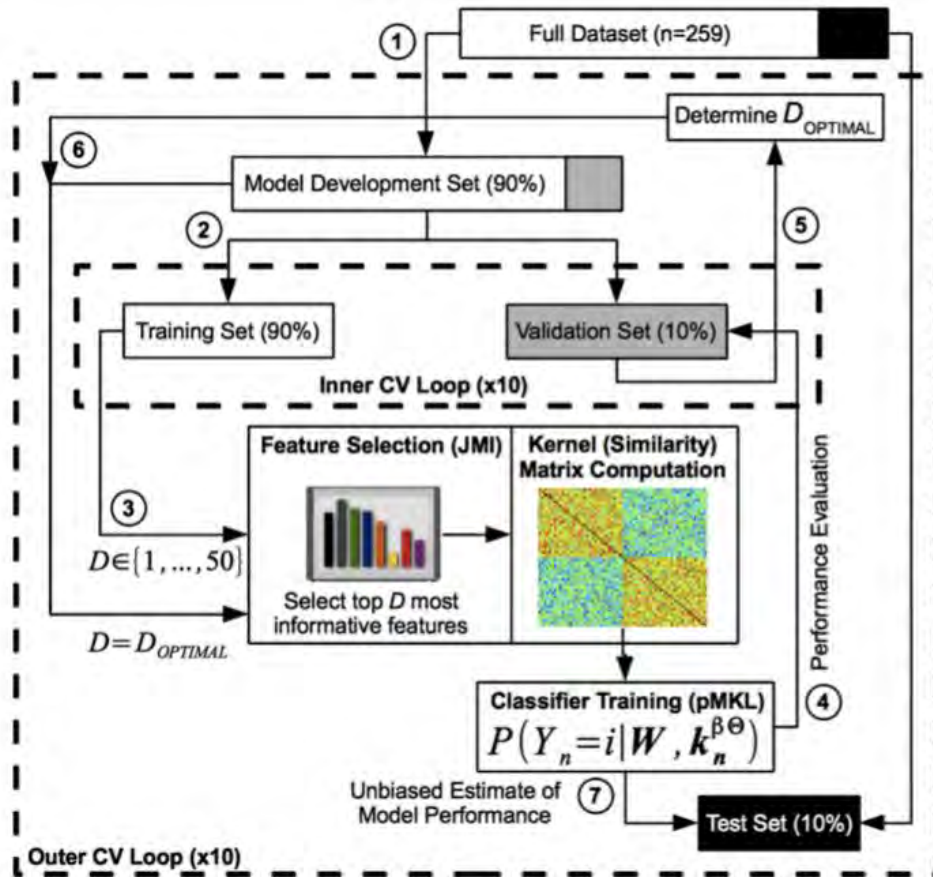 1
Full Dataset (n=259)
Determine D OPTIMAL
6
Model Development Set (90%)
2
5
Training Set (90%)
Validation Set (10%)
Inner CV Loop (x10)
Feature Selection (JMI)
Kernel (Similarity)
Matrix Computation
3
D∈{1, ..., 50}
Select top D most
informative features
D=D OPTIMAL
Performance Evaluation
Classifier Training (pMKL)
4
P(Y_n=i|W, k_n^{βΘ})
Unbiased Estimate of
Model Performance
7
Test Set (10%)
Outer CV Loop (x10)